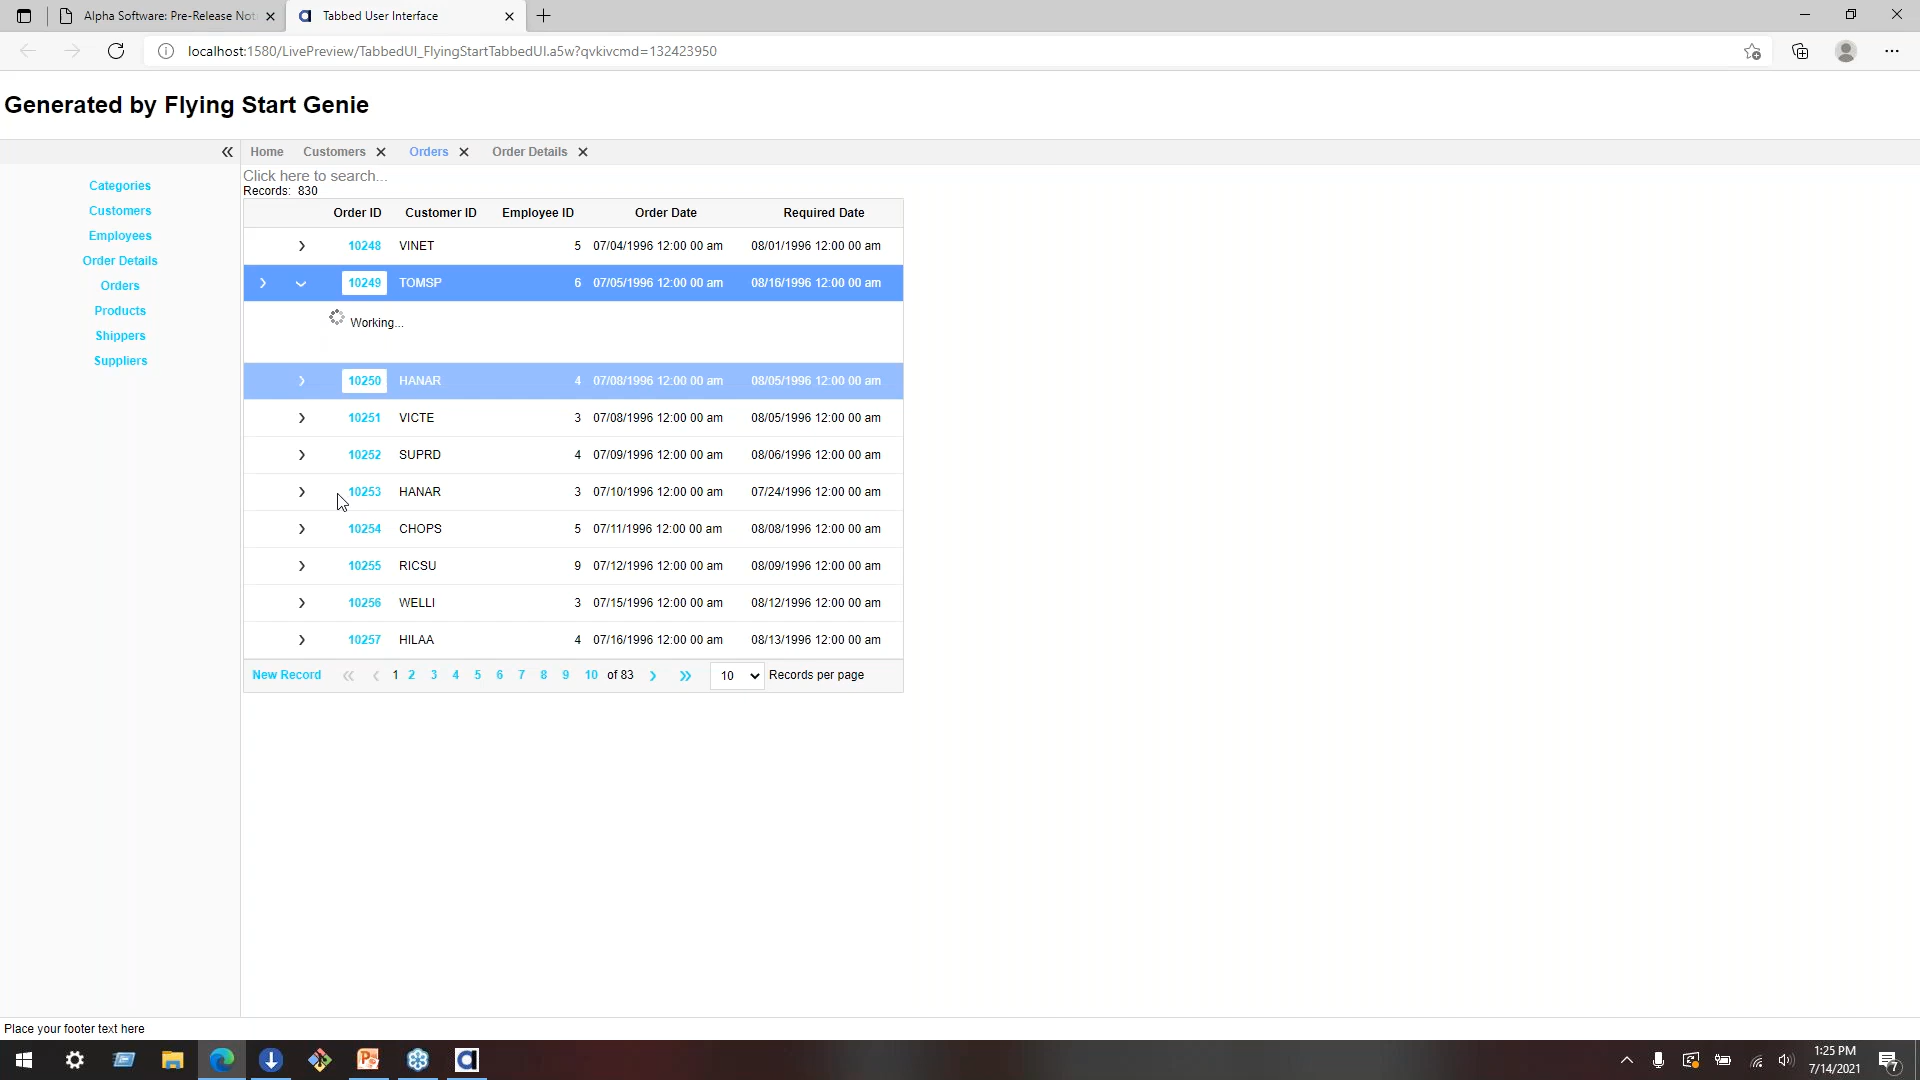 Alpha Software: Pre-Release Not
Tabbed User Interface
localhost:1580/LivePreview/TabbedUI_FlyingStartTabbedUI.a5w?qvkivcmd=132423950
Generated by Flying Start Genie
Home Customers Orders Order Details
Click here to search...
Records: 830
Categories
Customers
Employees
Order Details
Orders
Products
Shippers
Suppliers
Order ID Customer ID Employee ID Order Date Required Date
10248 VINET 5 07/04/1996 12:00 00 am 08/01/1996 12:00 00 am
10249 TOMSP 6 07/05/1996 12:00 00 am 08/16/1996 12:00 00 am
Working...
10250 HANAR 4 07/08/1996 12:00 00 am 08/05/1996 12:00 00 am
10251 VICTE 3 07/08/1996 12:00 00 am 08/05/1996 12:00 00 am
10252 SUPRD 4 07/09/1996 12:00 00 am 08/06/1996 12:00 00 am
10253 HANAR 3 07/10/1996 12:00 00 am 07/24/1996 12:00 00 am
10254 CHOPS 5 07/11/1996 12:00 00 am 08/08/1996 12:00 00 am
10255 RICSU 9 07/12/1996 12:00 00 am 08/09/1996 12:00 00 am
10256 WELLI 3 07/15/1996 12:00 00 am 08/12/1996 12:00 00 am
10257 HILAA 4 07/16/1996 12:00 00 am 08/13/1996 12:00 00 am
New Record « ‹ 1 2 3 4 5 6 7 8 9 10 of 83 › » 10 Records per page
Place your footer text here
1:25 PM
7/14/2021
7